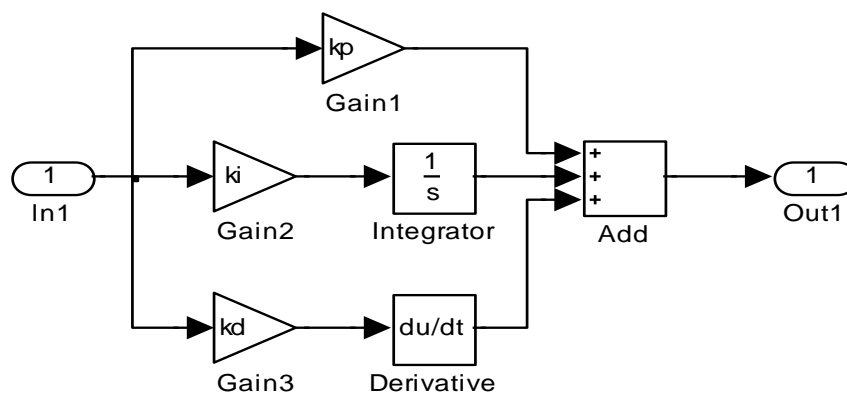 kp
Gain1
+
1
In1
ki
Gain2
1
s
Integrator
+
Add
1
Out1
+
kd
Gain3
du/dt
Derivative